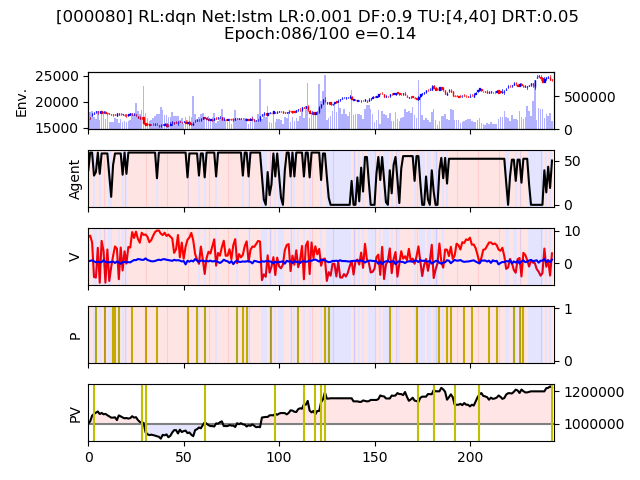 [000080] RL:dqn Net:lstm LR:0.001 DF:0.9 TU:[4,40] DRT:0.05
Epoch:086/100 e=0.14
Env.
25000
20000
15000
500000
0
Agent
50
0
V
10
0
P
1
0
PV
1200000
1000000
0
50
100
150
200